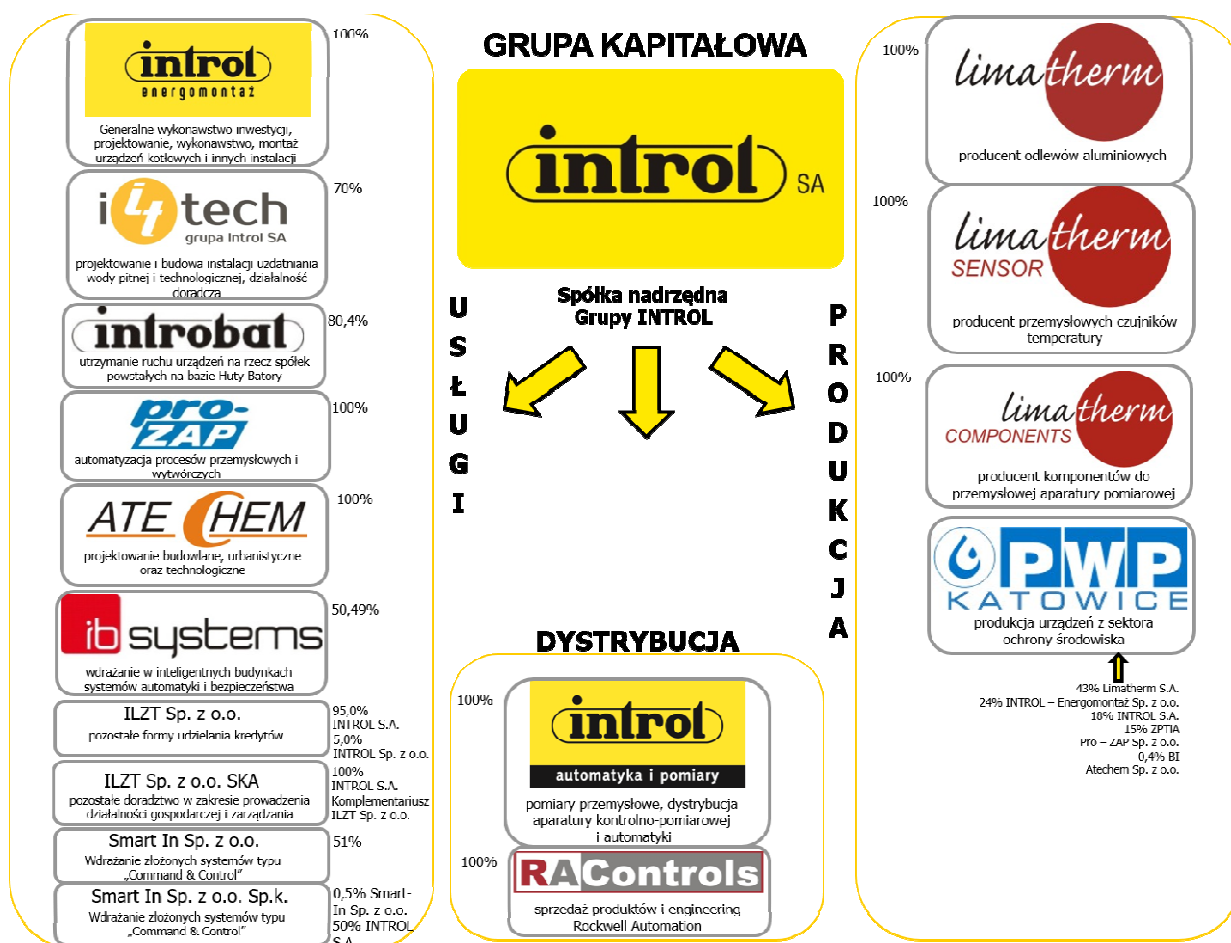 introl
energomontaż
100%
Generalne wykonawstwo inwestycji,
projektowanie, wykonawstwo, montaż
urządzeń kotłowych i innych instalacji
i4tech
grupa Introl SA
70%
projektowanie i budowa instalacji uzdatniania
wody pitnej i technologicznej, działalność
doradcza
introbat
80,4%
utrzymanie ruchu urządzeń na rzecz spółek
powstałych na bazie Huty Batory
pro-
ZAP
100%
automatyzacja procesów przemysłowych i
wytwórczych
ATECHEM
100%
projektowanie budowlane, urbanistyczne
oraz technologiczne
ib systems
50,49%
wdrażanie w inteligentnych budynkach
systemów automatyki i bezpieczeństwa
ILZT Sp. z o.o.
pozostałe formy udzielania kredytów
95,0%
INTROL S.A.
5,0%
INTROL Sp. z o.o.
ILZT Sp. z o.o. SKA
pozostałe doradztwo w zakresie prowadzenia
działalności gospodarczej i zarządzania
100%
INTROL S.A.
Komplementariusz
ILZT Sp. z o.o.
Smart In Sp. z o.o.
Wdrażanie złożonych systemów typu
„Command & Control”
51%
Smart In Sp. z o.o. Sp.k.
Wdrażanie złożonych systemów typu
„Command & Control”
0,5% Smart-
In Sp. z o.o.
50% INTROL
S.A.
GRUPA KAPITAŁOWA
introl SA
Spółka nadrzędna
Grupy INTROL
USŁUGI
PRODUKCJA
DYSTRYBUCJA
100%
introl
automatyka i pomiary
pomiary przemysłowe, dystrybucja
aparatury kontrolno-pomiarowej
i automatyki
100%
RAControls
sprzedaż produktów i engineering
Rockwell Automation
100%
limatherm
producent odlewów aluminiowych
100%
limatherm
SENSOR
producent przemysłowych czujników
temperatury
100%
limatherm
COMPONENTS
producent komponentów do
przemysłowej aparatury pomiarowej
PWP
KATOWICE
produkcja urządzeń z sektora
ochrony środowiska
43% Limatherm S.A.
24% INTROL – Energomontaż Sp. z o.o.
18% INTROL S.A.
15% ZPTIA
Pro – ZAP Sp. z o.o.
0,4% BI
Atechem Sp. z o.o.